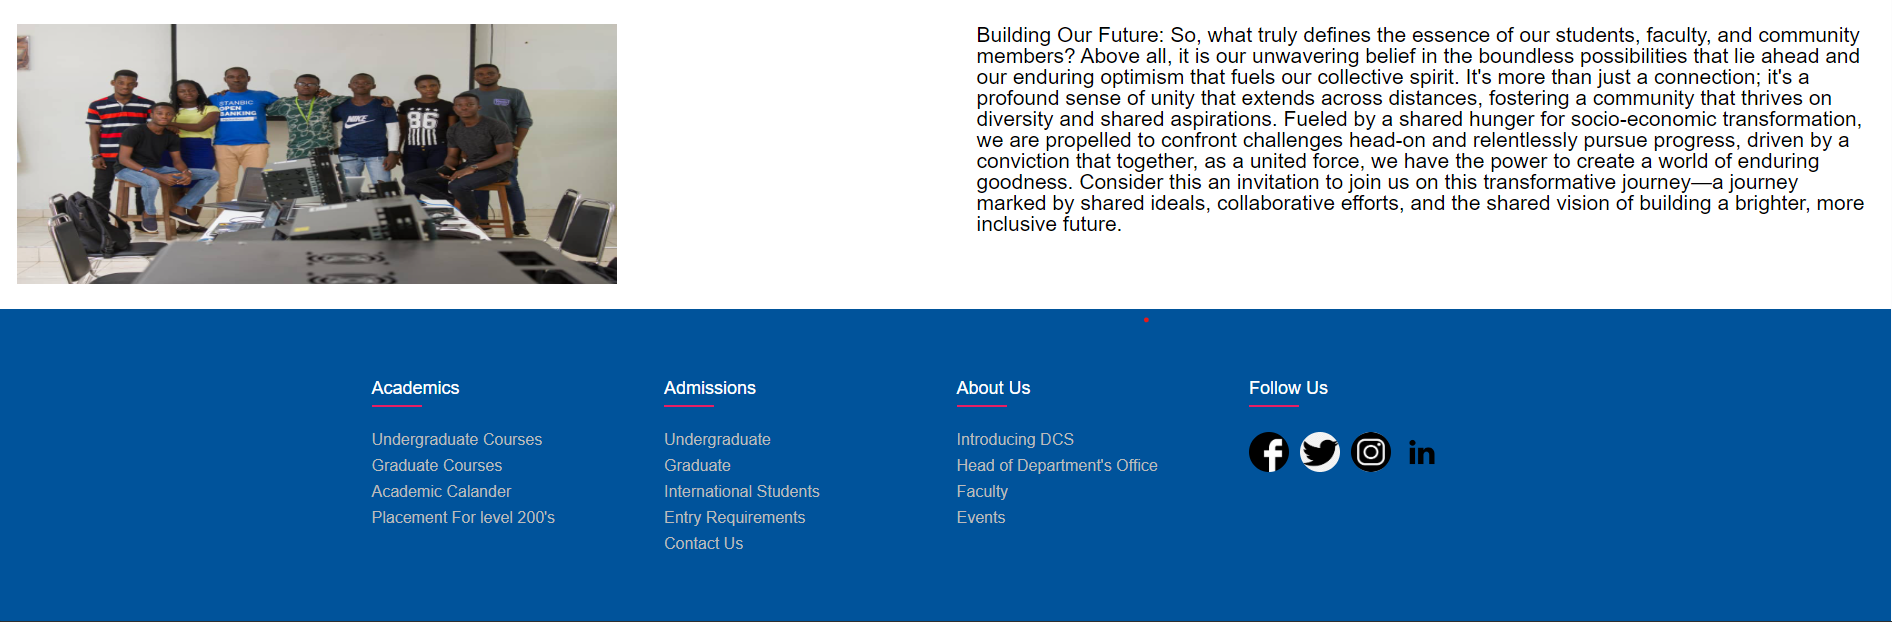 STANBIC
OPEN
BANKING
NIKE
86
Building Our Future: So, what truly defines the essence of our students, faculty, and community
members? Above all, it is our unwavering belief in the boundless possibilities that lie ahead and
our enduring optimism that fuels our collective spirit. It's more than just a connection; it's a
profound sense of unity that extends across distances, fostering a community that thrives on
diversity and shared aspirations. Fueled by a shared hunger for socio-economic transformation,
we are propelled to confront challenges head-on and relentlessly pursue progress, driven by a
conviction that together, as a united force, we have the power to create a world of enduring
goodness. Consider this an invitation to join us on this transformative journey—a journey
marked by shared ideals, collaborative efforts, and the shared vision of building a brighter, more
inclusive future.
Academics
Undergraduate Courses
Graduate Courses
Academic Calander
Placement For level 200's
Admissions
Undergraduate
Graduate
International Students
Entry Requirements
Contact Us
About Us
Introducing DCS
Head of Department's Office
Faculty
Events
Follow Us
in